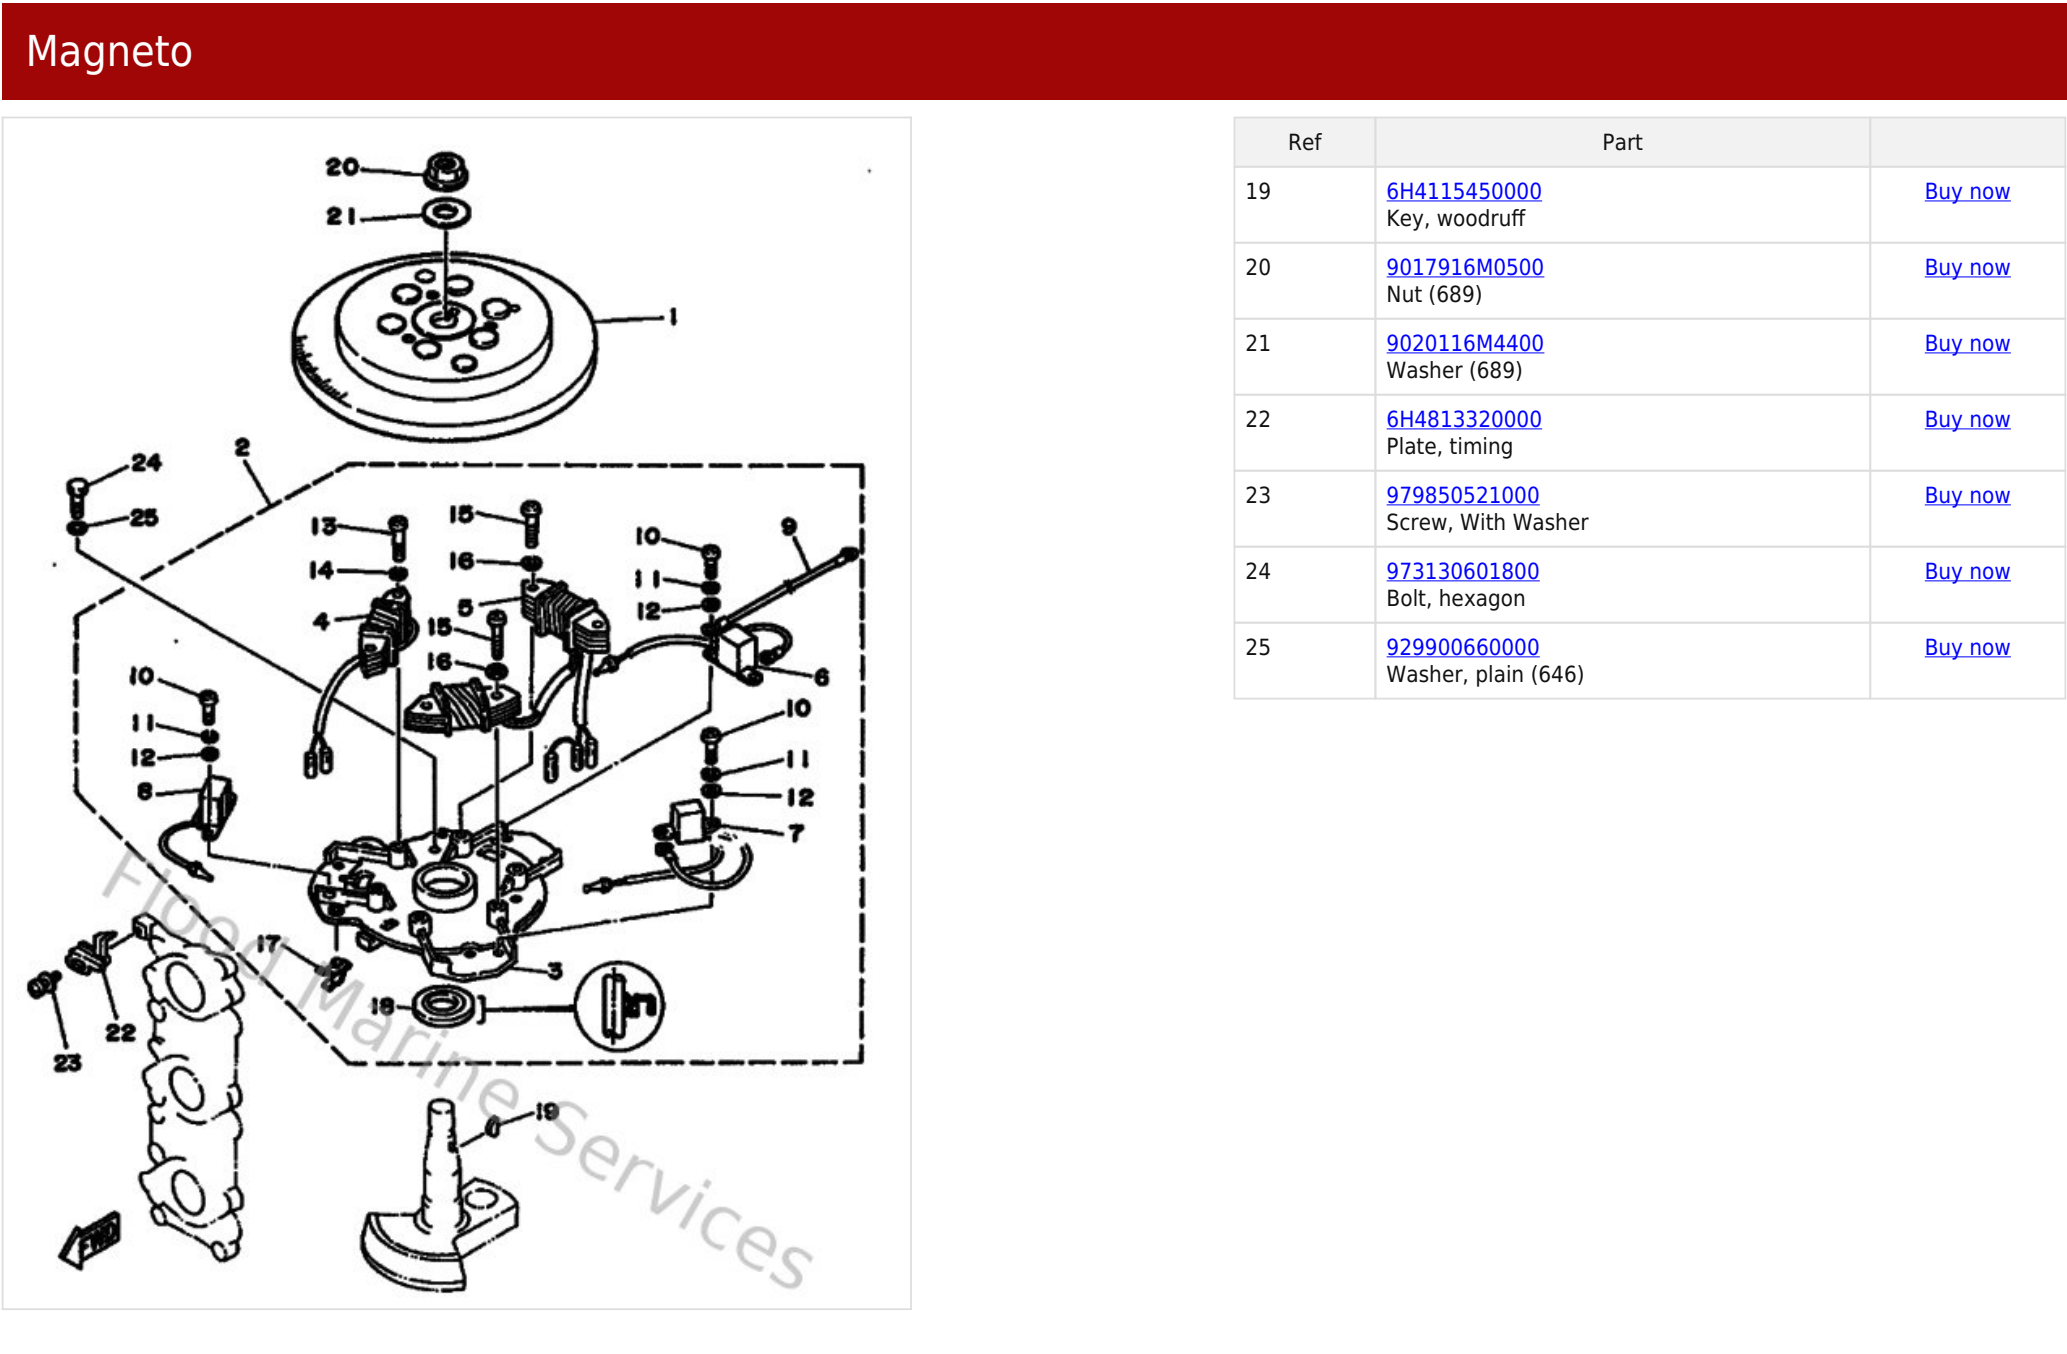 Magneto
20
21
1
2
24
25
13
14
4
15
16
5
15
16
10
11
12
9
6
10
11
12
8
10
11
12
7
17
3
18
22
23
19
FWD
Fjood Marine Services
Ref Part
19 6H4115450000 Buy now
Key, woodruff
20 9017916M0500 Buy now
Nut (689)
21 9020116M4400 Buy now
Washer (689)
22 6H4813320000 Buy now
Plate, timing
23 979850521000 Buy now
Screw, With Washer
24 973130601800 Buy now
Bolt, hexagon
25 929900660000 Buy now
Washer, plain (646)